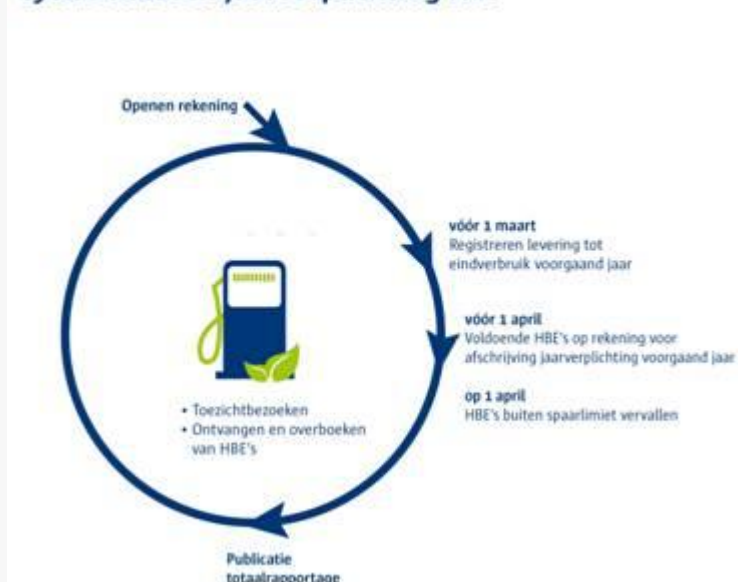 Openen rekening
vóór 1 maart
Registreren levering tot
eindverbruik voorgaand jaar
vóór 1 april
Voldoende HBE's op rekening voor
afschrijving jaarverplichting voorgaand jaar
op 1 april
HBE's buiten spaarlimiet vervallen
• Toezichtbezoeken
• Ontvangen en overboeken
van HBE's
Publicatie
totaalrapportage